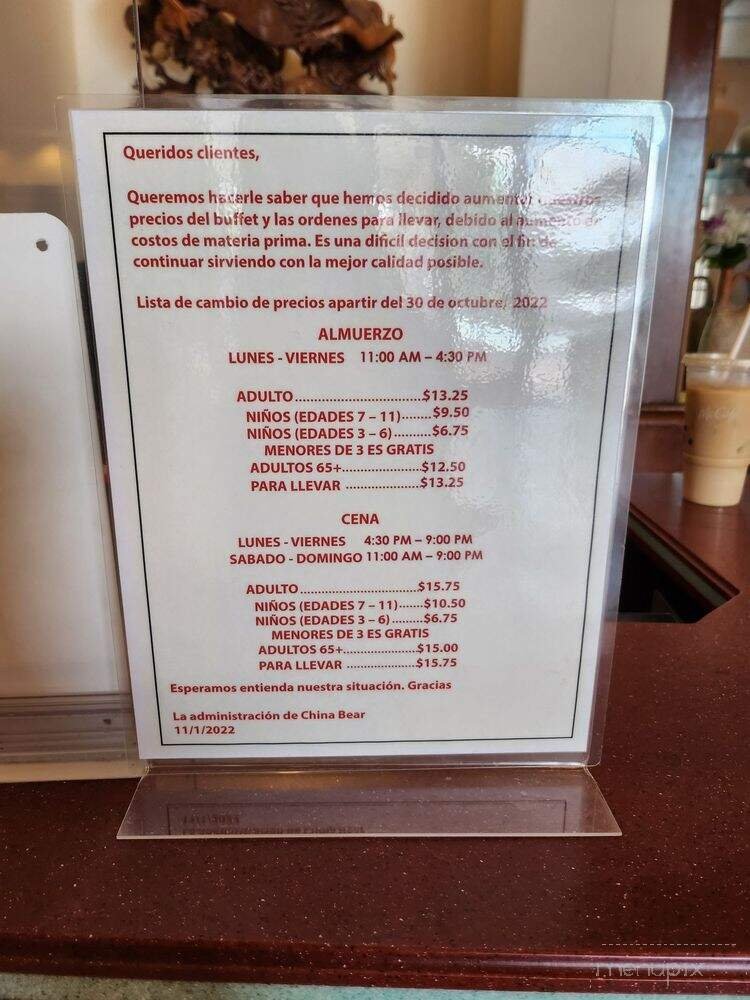 Queridos clientes,
Queremos hacerle saber que hemos decidido aumentar nuestros
precios del buffet y las ordenes para llevar, debido al aumento de
costos de materia prima. Es una dificil decision con el fin de
continuar sirviendo con la mejor calidad posible.
Lista de cambio de precios apartir del 30 de octubre, 2022
ALMUERZO
LUNES - VIERNES 11:00 AM – 4:30 PM
ADULTO...................................$13.25
NIÑOS (EDADES 7 – 11)........$9.50
NIÑOS (EDADES 3 – 6)..........$6.75
MENORES DE 3 ES GRATIS
ADULTOS 65+......................$12.50
PARA LLEVAR .....................$13.25
CENA
LUNES - VIERNES 4:30 PM – 9:00 PM
SABADO - DOMINGO 11:00 AM – 9:00 PM
ADULTO.................................$15.75
NIÑOS (EDADES 7 – 11).......$10.50
NIÑOS (EDADES 3 – 6).........$6.75
MENORES DE 3 ES GRATIS
ADULTOS 65+....................$15.00
PARA LLEVAR ...................$15.75
Esperamos entienda nuestra situación. Gracias
La administración de China Bear
11/1/2022
McCafé
menupix